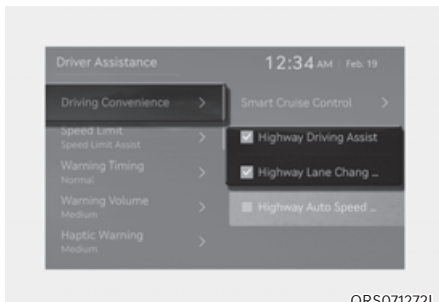 Driver Assistance
12:34 AM Feb. 19
Driving Convenience
Smart Cruise Control
Speed Limit
Speed Limit Assist
Highway Driving Assist
Warning Timing
Normal
Highway Lane Chang ...
Warning Volume
Medium
Highway Auto Speed ...
Haptic Warning
Medium